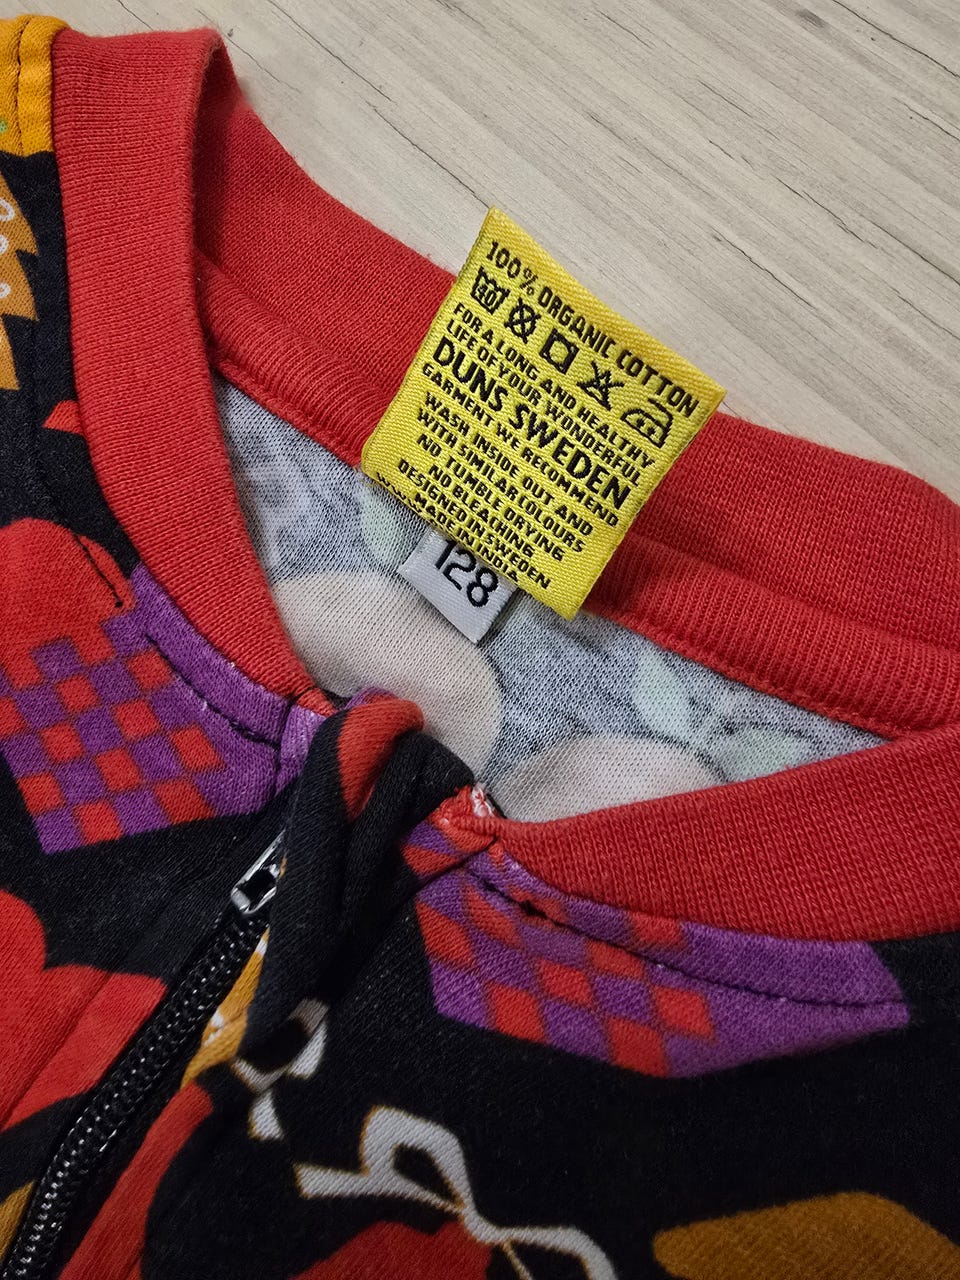 100% ORGANIC COTTON
40
FOR A LONG AND HEALTHY
LIFE OF YOUR WONDERFUL
DUNS SWEDEN
GARMENT WE RECOMMEND
WASH INSIDE OUT AND
WITH SIMILAR COLOURS
NO TUMBLE DRYING
NO BLEACHING
DESIGNED IN SWEDEN
MADE IN INDIA
128